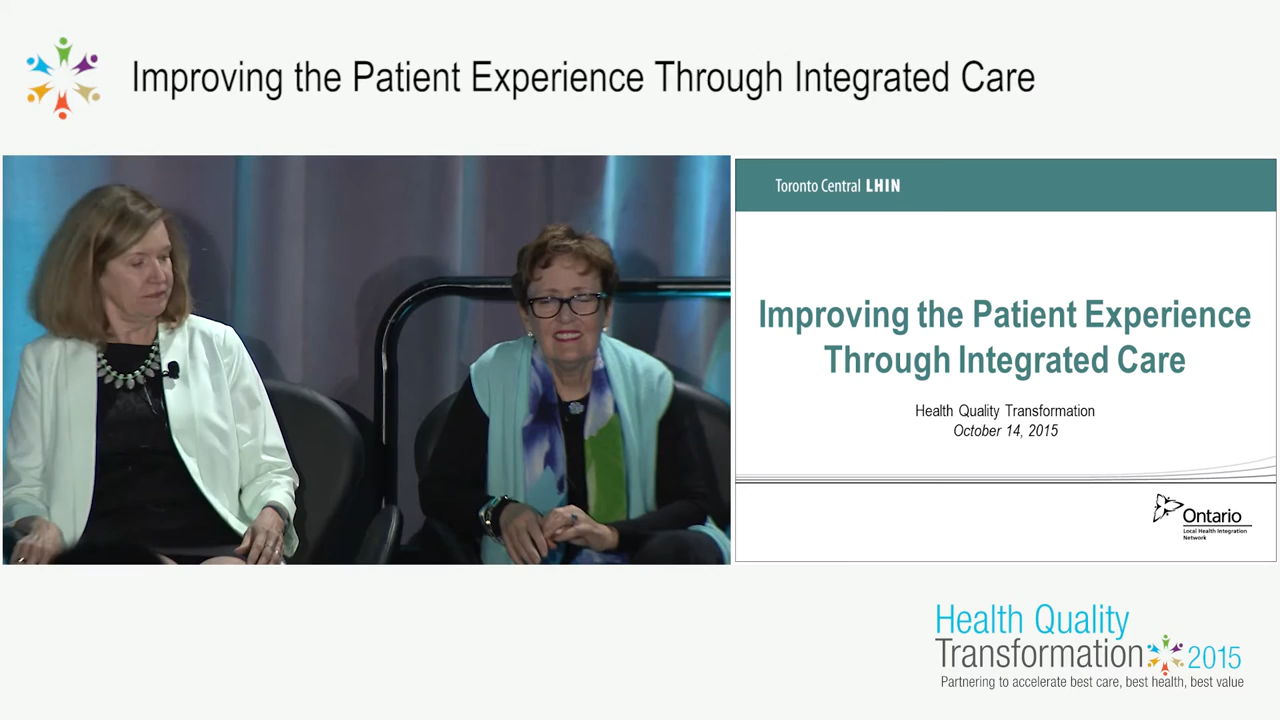 Improving the Patient Experience Through Integrated Care
Toronto Central LHIN
Improving the Patient Experience
Through Integrated Care
Health Quality Transformation
October 14, 2015
Ontario
Local Health Integration
Network
Health Quality
Transformation 2015
Partnering to accelerate best care, best health, best value